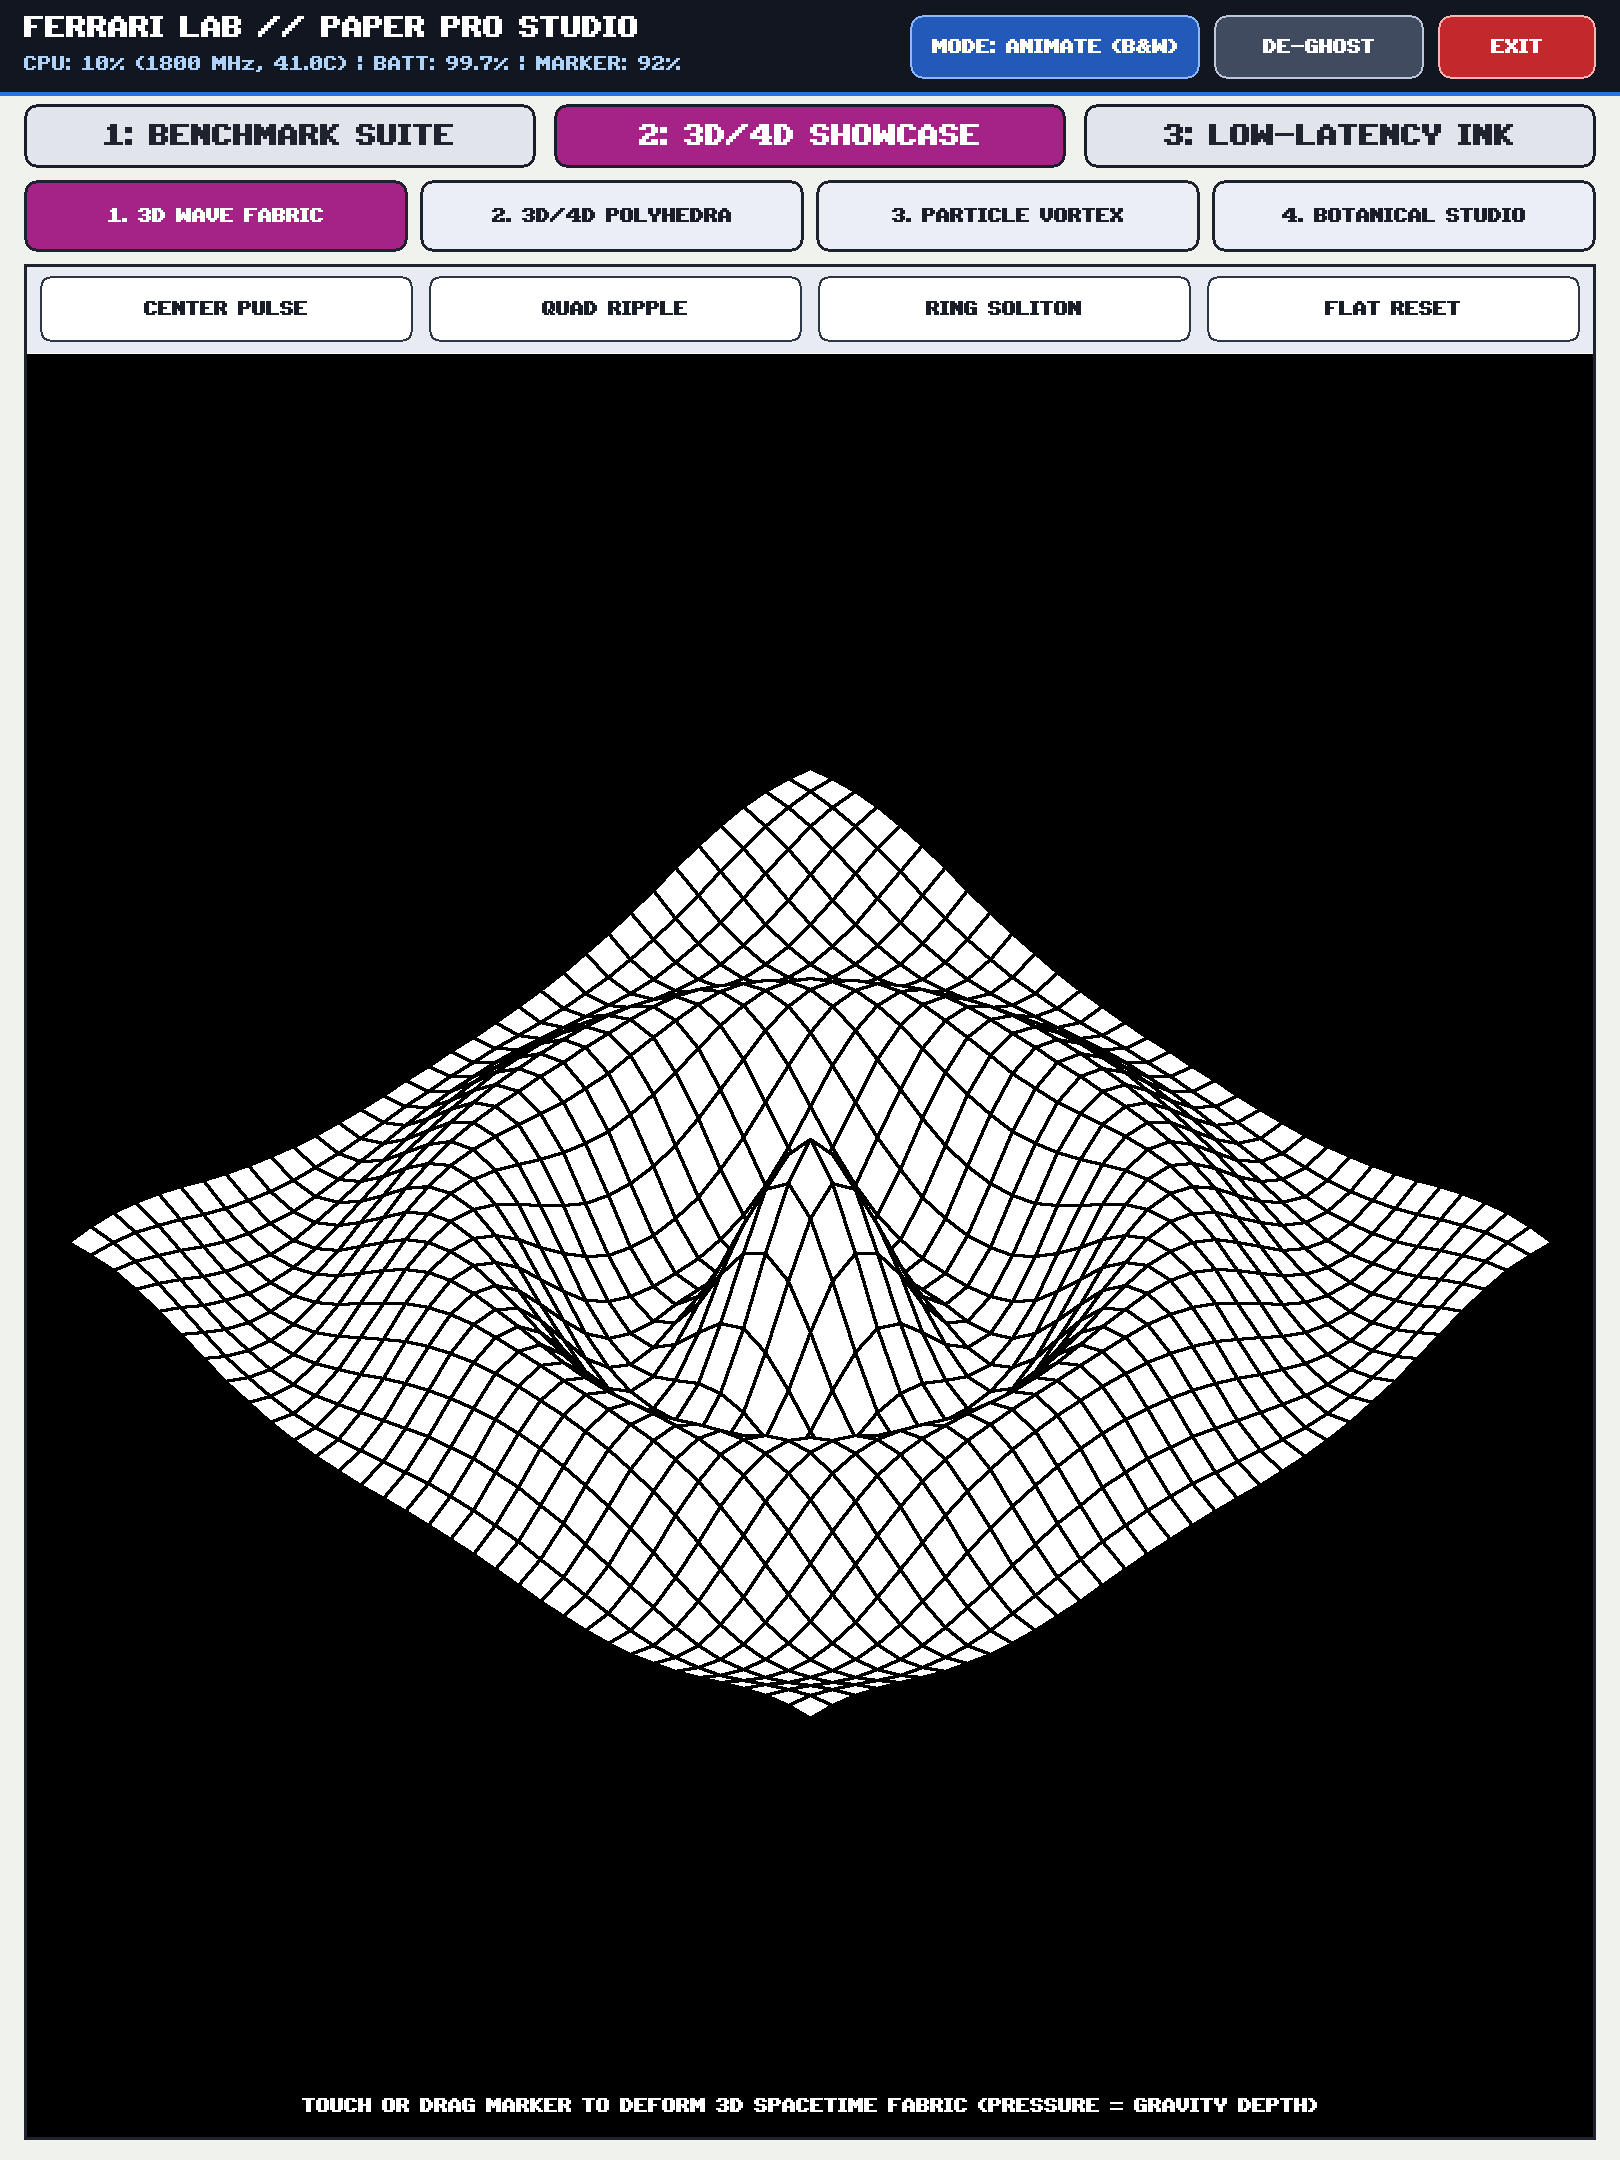 FERRARI LAB // PAPER PRO STUDIO
CPU: 10% (1800 MHz, 41.0C) | BATT: 99.7% | MARKER: 92%
MODE: ANIMATE (B&W)
DE-GHOST
EXIT
1: BENCHMARK SUITE
2: 3D/4D SHOWCASE
3: LOW-LATENCY INK
1. 3D WAVE FABRIC
2. 3D/4D POLYHEDRA
3. PARTICLE VORTEX
4. BOTANICAL STUDIO
CENTER PULSE
QUAD RIPPLE
RING SOLITON
FLAT RESET
TOUCH OR DRAG MARKER TO DEFORM 3D SPACETIME FABRIC (PRESSURE = GRAVITY DEPTH)